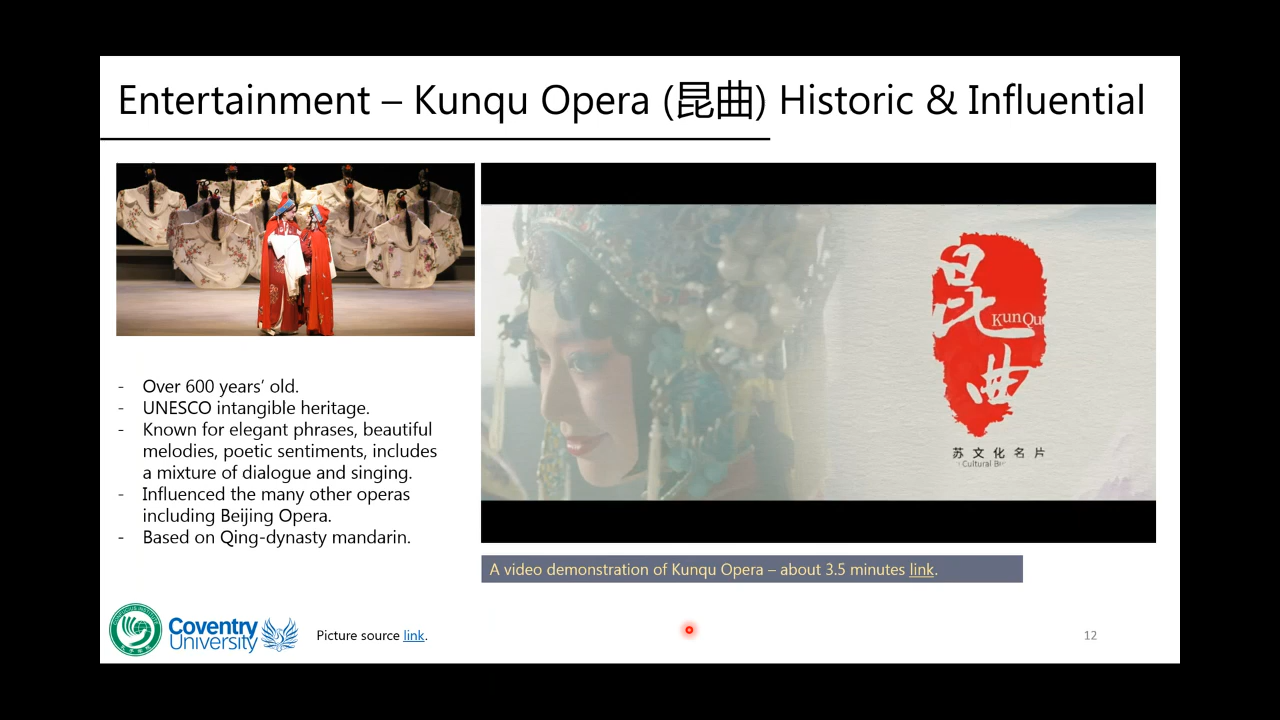 Entertainment – Kunqu Opera (昆曲) Historic & Influential
- Over 600 years’ old.
- UNESCO intangible heritage.
- Known for elegant phrases, beautiful
melodies, poetic sentiments, includes
a mixture of dialogue and singing.
- Influenced the many other operas
including Beijing Opera.
- Based on Qing-dynasty mandarin.
昆
KunQu
曲
苏文化名片
Cultural
A video demonstration of Kunqu Opera – about 3.5 minutes link.
Coventry
University
Picture source link.
12